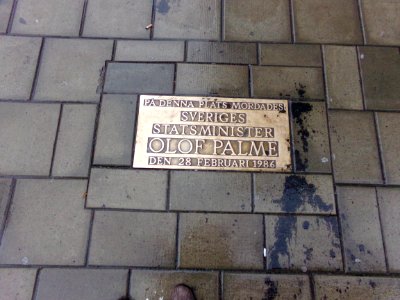 PÅ DENNA PLATS MÖRDADES
SVERIGES
STATSMINISTER
OLOF PALME
DEN 28 FEBRUARI 1986